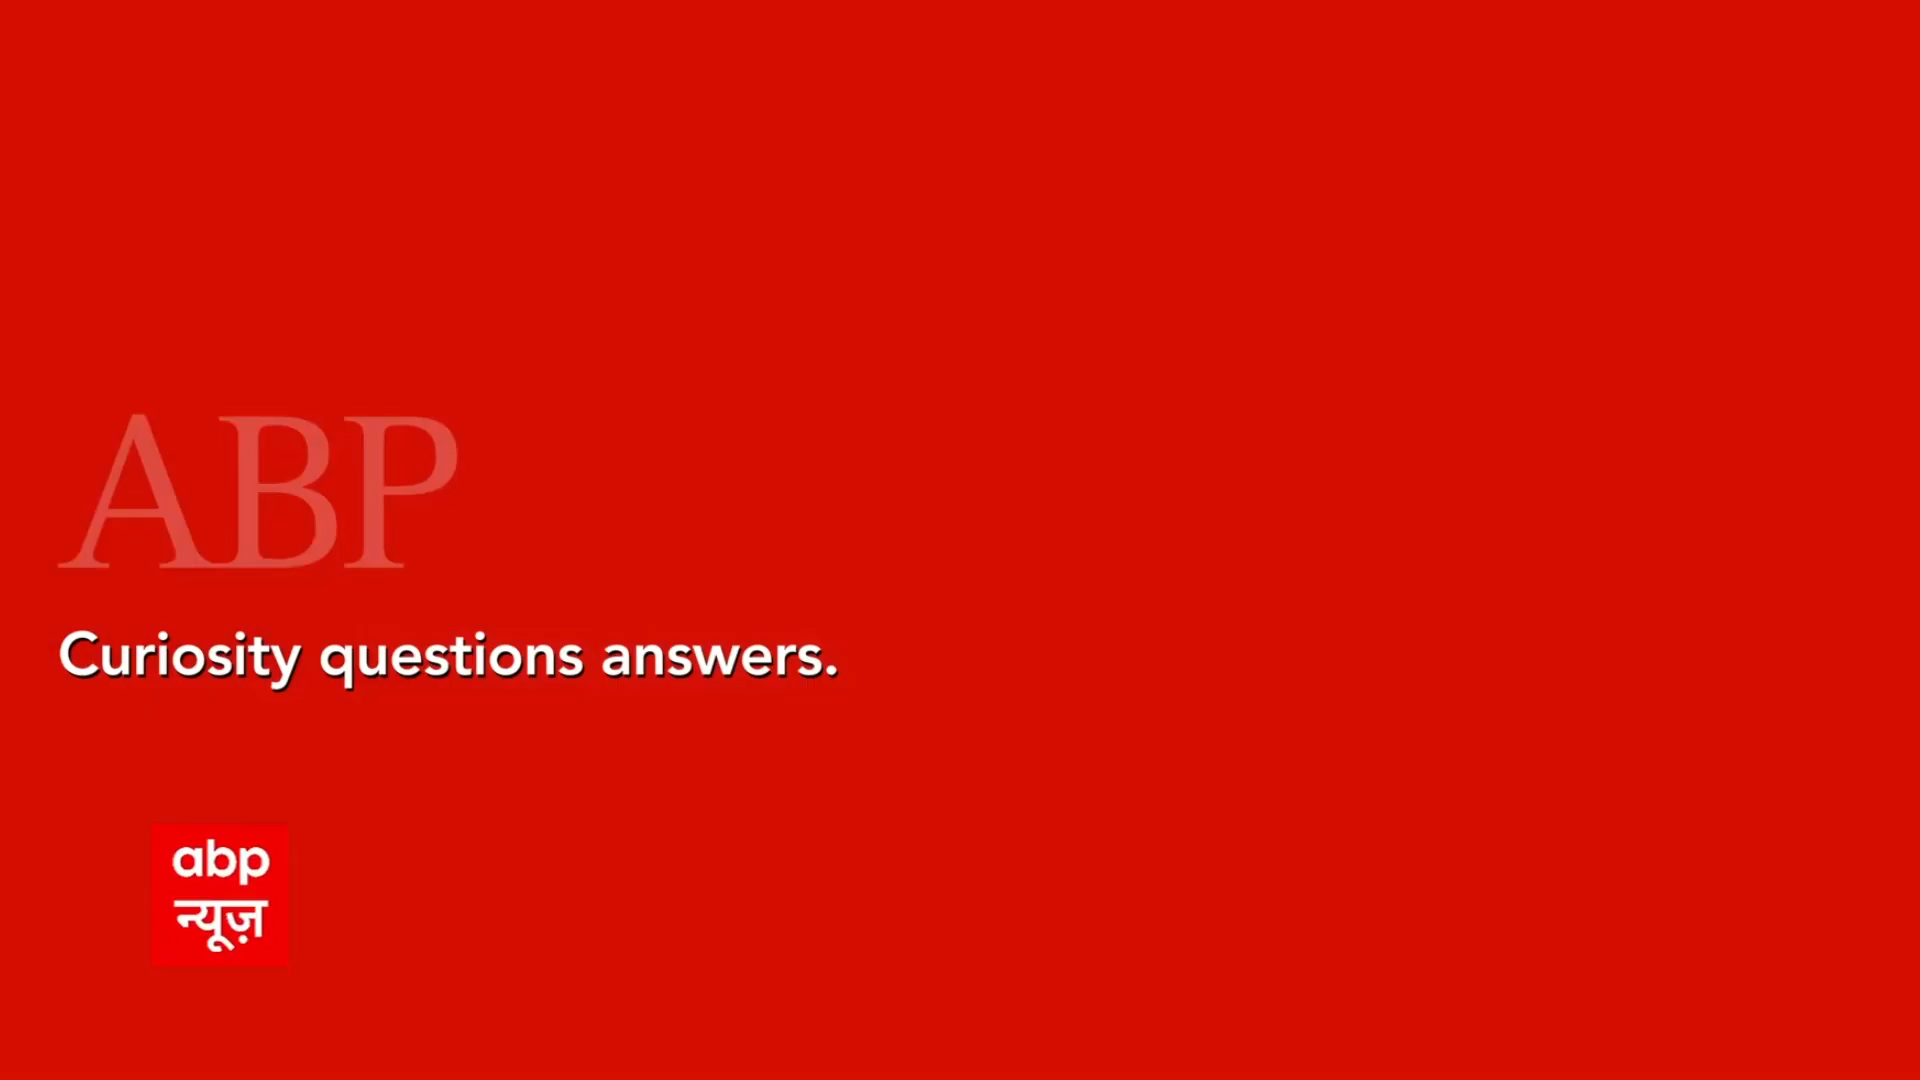 ABP
Curiosity questions answers.
abp
न्यूज़